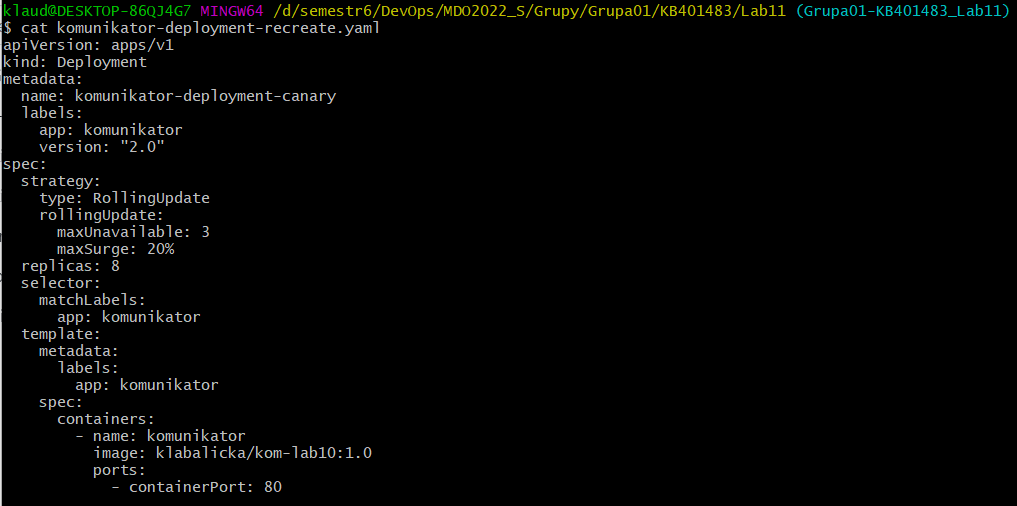 klaud@DESKTOP-86QJ4G7 MINGW64 /d/semestr6/DevOps/MDO2022_S/Grupy/Grupa01/KB401483/Lab11 (Grupa01-KB401483_Lab11)
$ cat komunikator-deployment-recreate.yaml
apiVersion: apps/v1
kind: Deployment
metadata:
  name: komunikator-deployment-canary
  labels:
    app: komunikator
    version: "2.0"
spec:
  strategy:
    type: RollingUpdate
    rollingUpdate:
      maxUnavailable: 3
      maxSurge: 20%
  replicas: 8
  selector:
    matchLabels:
      app: komunikator
  template:
    metadata:
      labels:
        app: komunikator
    spec:
      containers:
        - name: komunikator
          image: klabalicka/kom-lab10:1.0
          ports:
            - containerPort: 80